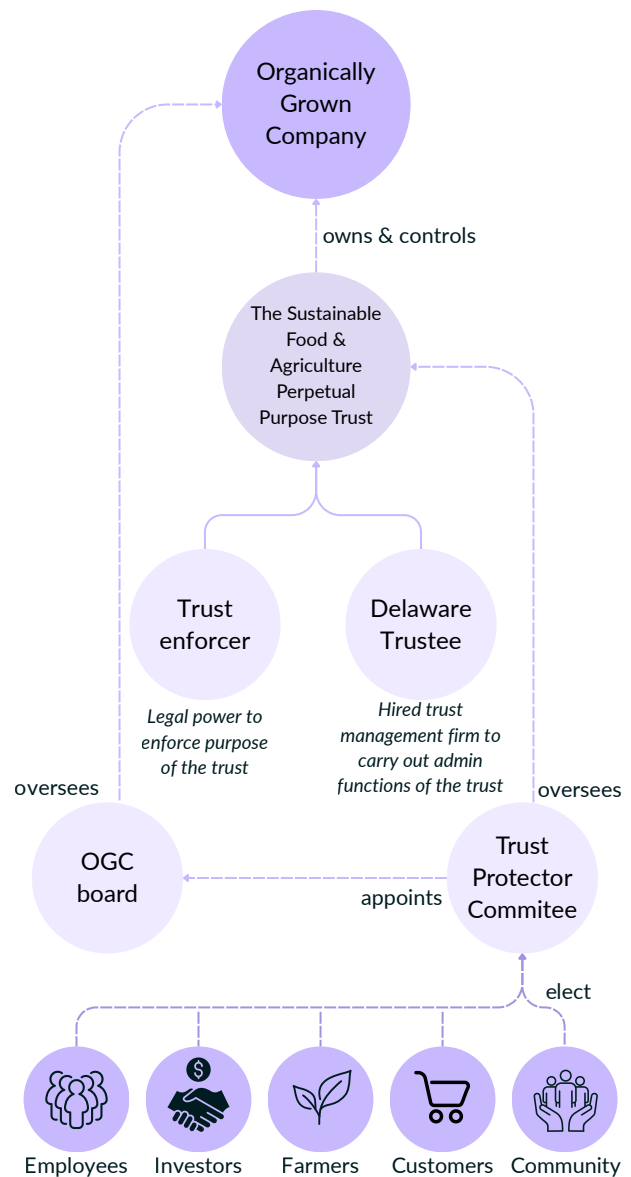 Organically
Grown
Company
owns & controls
The Sustainable
Food &
Agriculture
Perpetual
Purpose Trust
Trust
enforcer
Delaware
Trustee
Legal power to
enforce purpose
of the trust
Hired trust
management firm to
carry out admin
functions of the trust
oversees
oversees
OGC
board
appoints
Trust
Protector
Commitee
elect
$
Employees
Investors
Farmers
Customers
Community